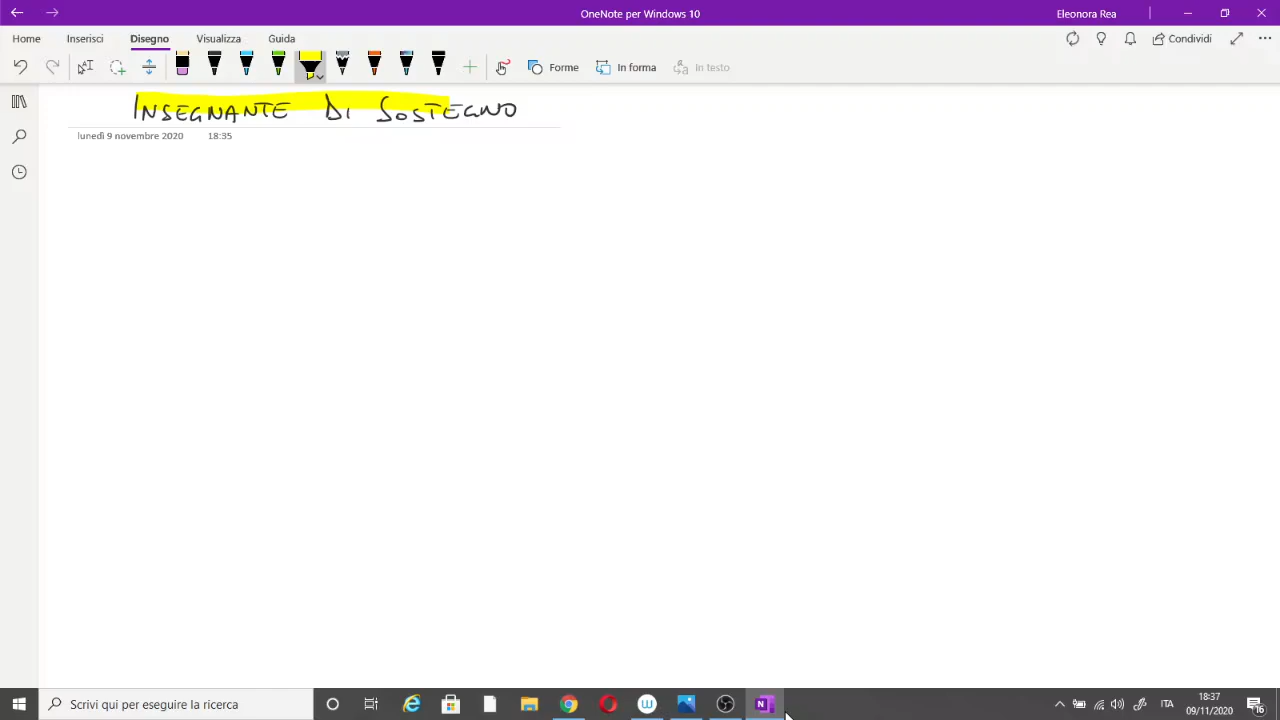 OneNote per Windows 10
Eleonora Rea
Home Inserisci Disegno Visualizza Guida
Condividi
Forme In forma In testo
INSEGNANTE DI SOSTEGNO
lunedì 9 novembre 2020 18:35
Scrivi qui per eseguire la ricerca
ITA
18:37
09/11/2020
16